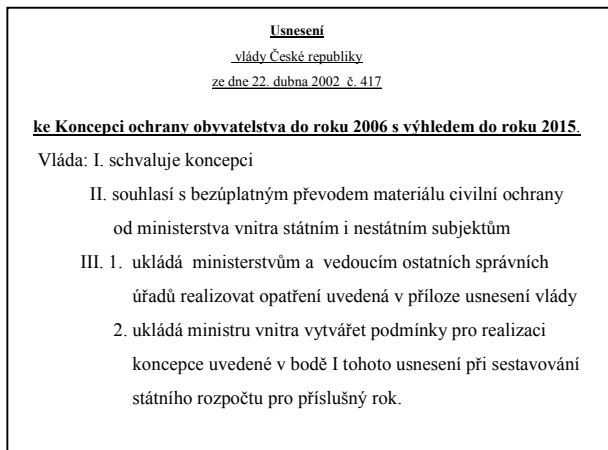 Usnesení
vlády České republiky
ze dne 22. dubna 2002 č. 417
ke Koncepci ochrany obyvatelstva do roku 2006 s výhledem do roku 2015.
Vláda: I. schvaluje koncepci
II. souhlasí s bezúplatným převodem materiálu civilní ochrany
od ministerstva vnitra státním i nestátním subjektům
III. 1. ukládá ministerstvům a vedoucím ostatních správních
úřadů realizovat opatření uvedená v příloze usnesení vlády
2. ukládá ministru vnitra vytvářet podmínky pro realizaci
koncepce uvedené v bodě I tohoto usnesení při sestavování
státního rozpočtu pro příslušný rok.